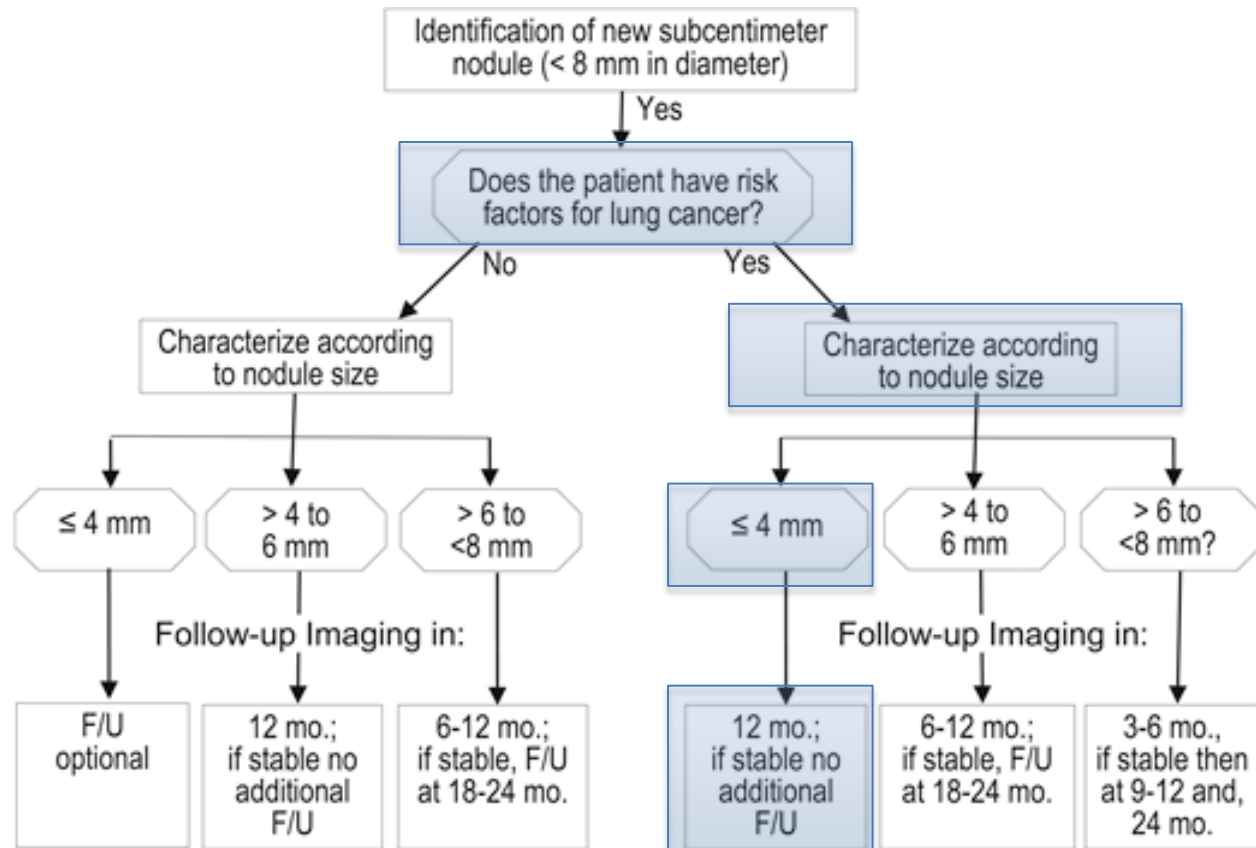 Identification of new subcentimeter
nodule (< 8 mm in diameter)
Yes
Does the patient have risk
factors for lung cancer?
No
Yes
Characterize according
to nodule size
Characterize according
to nodule size
≤ 4 mm
> 4 to
6 mm
> 6 to
<8 mm
≤ 4 mm
> 4 to
6 mm
> 6 to
<8 mm?
Follow-up Imaging in:
Follow-up Imaging in:
F/U
optional
12 mo.;
if stable no
additional
F/U
6-12 mo.;
if stable, F/U
at 18-24 mo.
12 mo.;
if stable no
additional
F/U
6-12 mo.;
if stable, F/U
at 18-24 mo.
3-6 mo.,
if stable then
at 9-12 and,
24 mo.